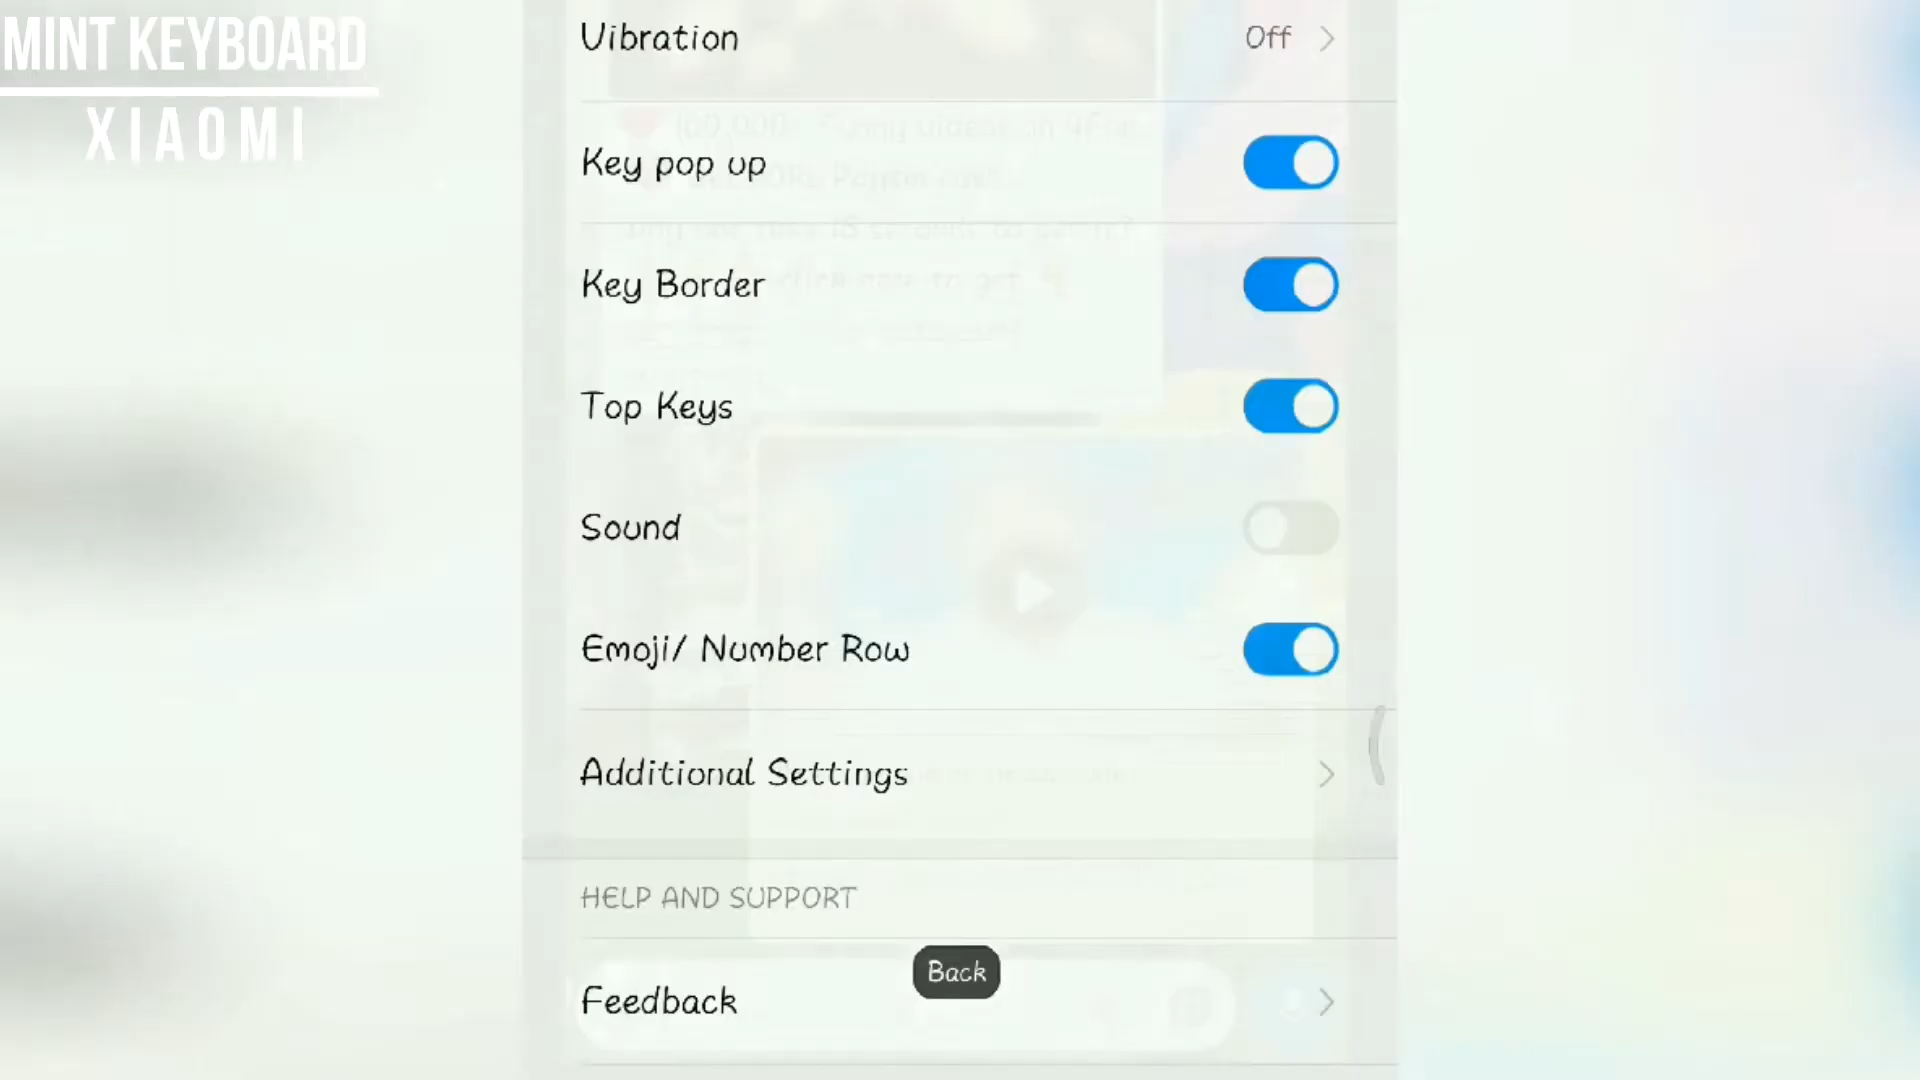 MINT KEYBOARD
XIAOMI
Vibration
Off
Key pop up
Key Border
Top Keys
Sound
Emoji/ Number Row
Additional Settings
HELP AND SUPPORT
Back
Feedback